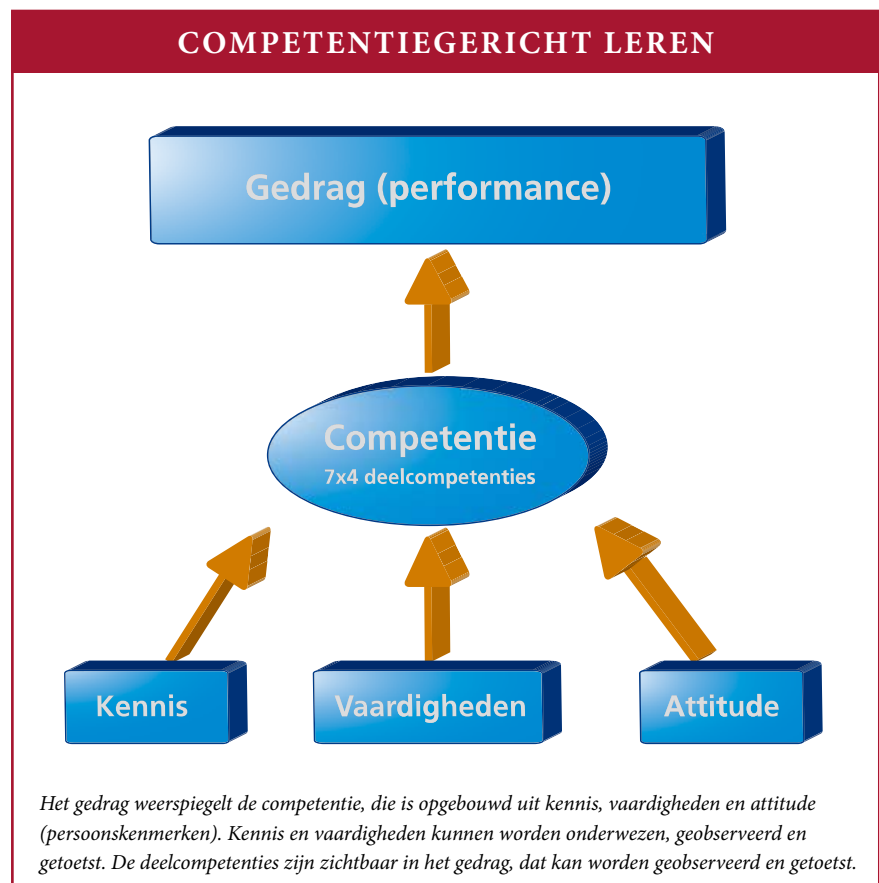 COMPETENTIEGERICHT LEREN
Gedrag (performance)
Competentie
7x4 deelcompetenties
Kennis
Vaardigheden
Attitude
Het gedrag weerspiegelt de competentie, die is opgebouwd uit kennis, vaardigheden en attitude
(persoonskenmerken). Kennis en vaardigheden kunnen worden onderwezen, geobserveerd en
getoetst. De deelcompetenties zijn zichtbaar in het gedrag, dat kan worden geobserveerd en getoetst.